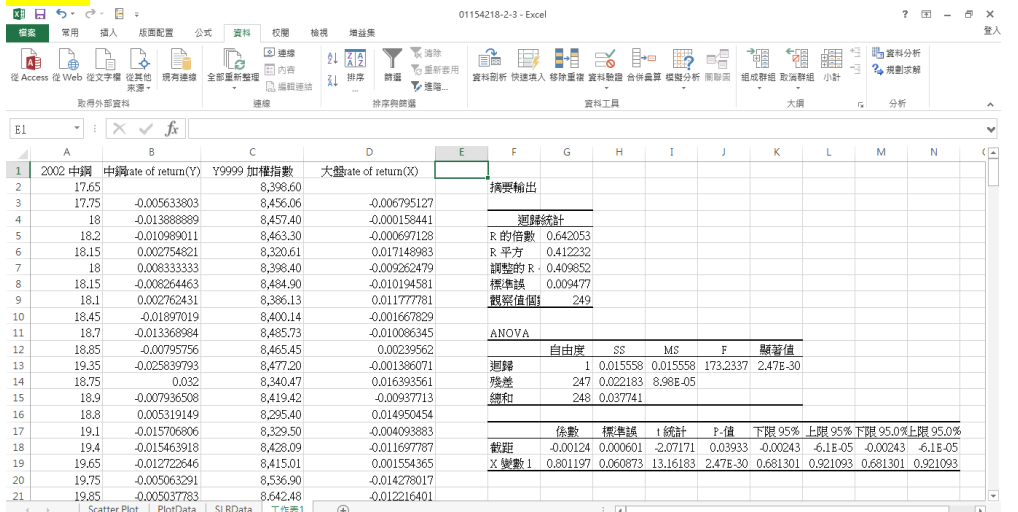 01154218-2-3 - Excel
登入
檔案 常用 插入 版面配置 公式 資料 校閱 檢視 增益集
從 Access 從 Web 從文字檔 從其他來源 現有連線 全部重新整理 連線 內容 編輯連結 排序 篩選 清除 重新套用 進階... 資料剖析 快速填入 移除重複 資料驗證 合併彙算 模擬分析 關聯圖 組成群組 取消群組 小計 資料分析 規劃求解
取得外部資料 連線 排序與篩選 資料工具 大綱 分析
E1 fx
A B C D E F G H I J K L M N
1 2002 中鋼 中鋼rate of return(Y) Y9999 加權指數 大盤rate of return(X)
2 17.65 8,398.60 摘要輸出
3 17.75 -0.005633803 8,456.06 -0.006795127
4 18 -0.013888889 8,457.40 -0.000158441 迴歸統計
5 18.2 -0.010989011 8,463.30 -0.000697128 R 的倍數 0.642053
6 18.15 0.002754821 8,320.61 0.017148983 R 平方 0.412232
7 18 0.008333333 8,398.40 -0.009262479 調整的 R 0.409852
8 18.15 -0.008264463 8,484.90 -0.010194581 標準誤 0.009477
9 18.1 0.002762431 8,386.13 0.011777781 觀察值個 249
10 18.45 -0.01897019 8,400.14 -0.001667829
11 18.7 -0.013368984 8,485.73 -0.010086345 ANOVA
12 18.85 -0.00795756 8,465.45 0.00239562 自由度 SS MS F 顯著值
13 19.35 -0.025839793 8,477.20 -0.001386071 迴歸 1 0.015558 0.015558 173.2337 2.47E-30
14 18.75 0.032 8,340.47 0.016393561 殘差 247 0.022183 8.98E-05
15 18.9 -0.007936508 8,419.42 -0.00937713 總和 248 0.037741
16 18.8 0.005319149 8,295.40 0.014950454
17 19.1 -0.015706806 8,329.50 -0.004093883 係數 標準誤 t 統計 P-值 下限 95% 上限 95% 下限 95.0% 上限 95.0%
18 19.4 -0.015463918 8,428.09 -0.011697787 截距 -0.00124 0.000601 -2.07171 0.03933 -0.00243 -6.1E-05 -0.00243 -6.1E-05
19 19.65 -0.012722646 8,415.01 0.001554365 X 變數 1 0.801197 0.060873 13.16183 2.47E-30 0.681301 0.921093 0.681301 0.921093
20 19.75 -0.005063291 8,536.90 -0.014278017
21 19.85 -0.005037783 8,642.48 -0.012216401
Scatter Plot PlotData SLRData 工作表1